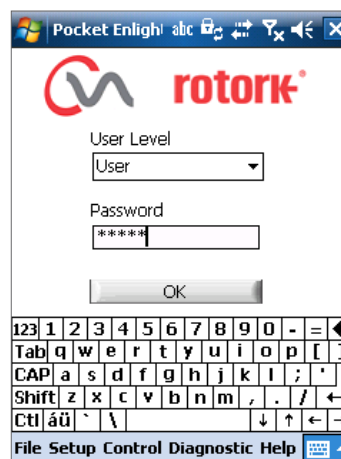 Pocket Enligh abc
rotork
User Level
User
Password
*****
OK
123 1 2 3 4 5 6 7 8 9 0 - =
Tab q w e r t y u i o p [ ]
CAP a s d f g h j k l ; '
Shift z x c v b n m , . /
Ctl áü ` \
File Setup Control Diagnostic Help